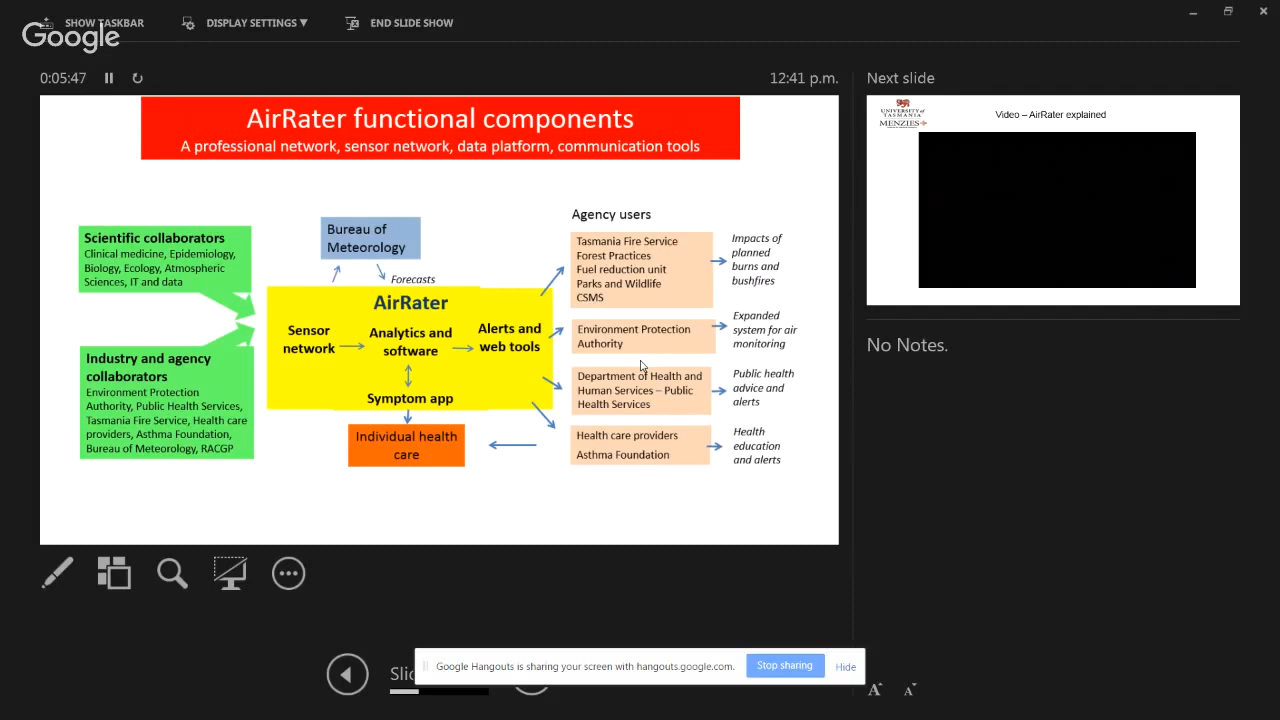 SHOW TASKBAR
DISPLAY SETTINGS ▼
END SLIDE SHOW
Google
0:05:47
12:41 p.m.
Next slide
AirRater functional components
A professional network, sensor network, data platform, communication tools
Scientific collaborators
Clinical medicine, Epidemiology,
Biology, Ecology, Atmospheric
Sciences, IT and data
Industry and agency
collaborators
Environment Protection
Authority, Public Health Services,
Tasmania Fire Service, Health care
providers, Asthma Foundation,
Bureau of Meteorology, RACGP
Bureau of
Meteorology
Forecasts
AirRater
Sensor
network
Analytics and
software
Alerts and
web tools
Symptom app
Individual health
care
Agency users
Tasmania Fire Service
Forest Practices
Fuel reduction unit
Parks and Wildlife
CSMS
Impacts of
planned
burns and
bushfires
Environment Protection
Authority
Expanded
system for air
monitoring
Department of Health and
Human Services – Public
Health Services
Public health
advice and
alerts
Health care providers
Asthma Foundation
Health
education
and alerts
UNIVERSITY of
TASMANIA
MENZIES
Video – AirRater explained
No Notes.
Google Hangouts is sharing your screen with hangouts.google.com.
Stop sharing
Hide
A
A